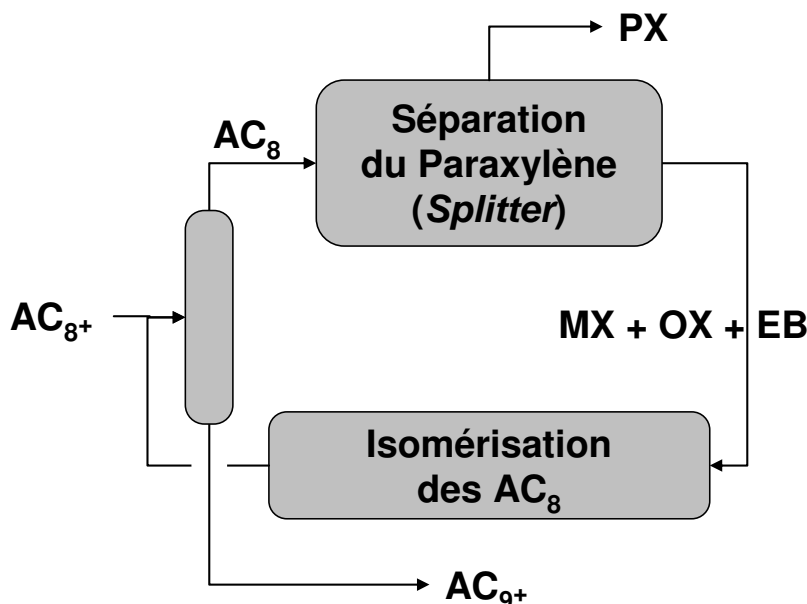 PX
AC₈
Séparation
du Paraxylène
(Splitter)
AC₈₊
MX + OX + EB
Isomérisation
des AC₈
AC₉₊